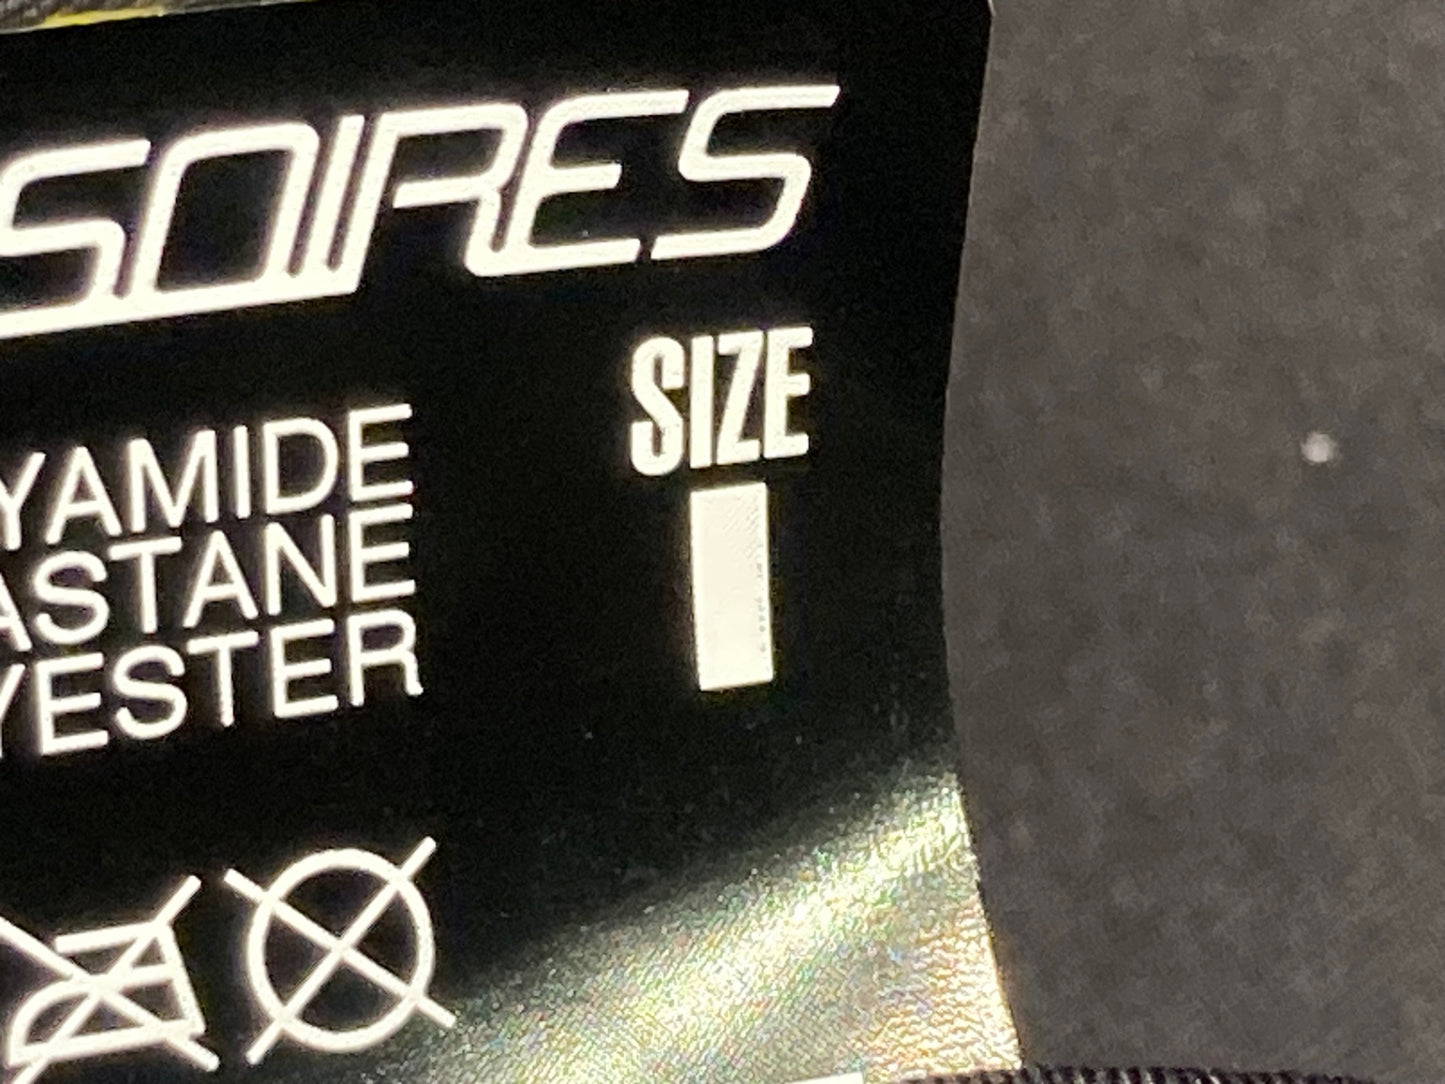 SOIRES
SIZE
I
YAMIDE
ASTANE
YESTER